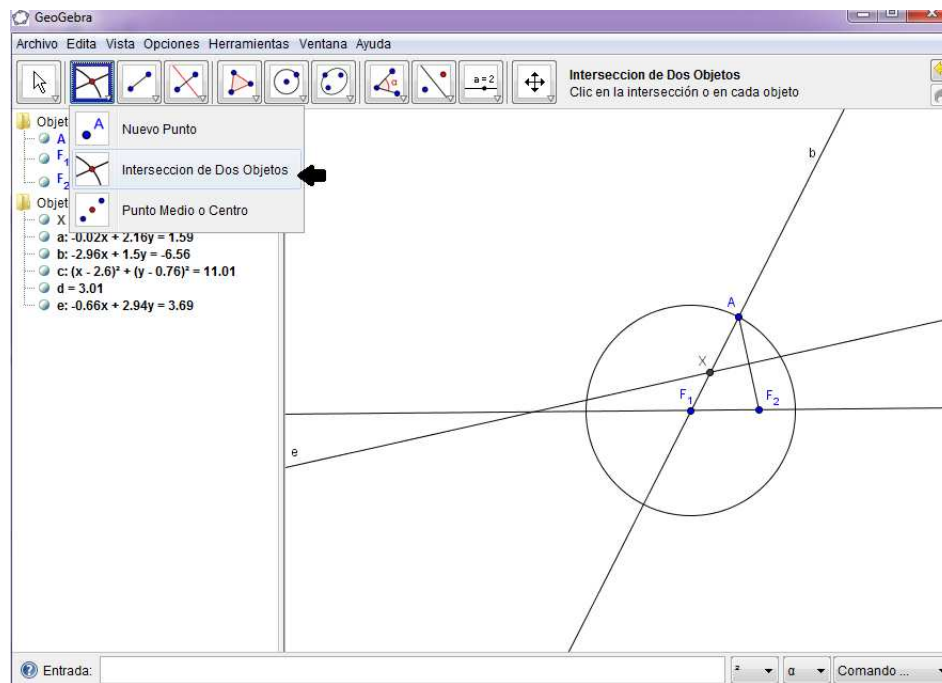 GeoGebra
Archivo Edita Vista Opciones Herramientas Ventana Ayuda
a=2
Interseccion de Dos Objetos
Clic en la intersección o en cada objeto
Objet
A
F₁
F₂
Objet
X
a: -0.02x + 2.16y = 1.59
b: -2.96x + 1.5y = -6.56
c: (x - 2.6)² + (y - 0.76)² = 11.01
d = 3.01
e: -0.66x + 2.94y = 3.69
A Nuevo Punto
Interseccion de Dos Objetos
Punto Medio o Centro
b
A
X
F₁
F₂
e
Entrada:
²
α
Comando ...